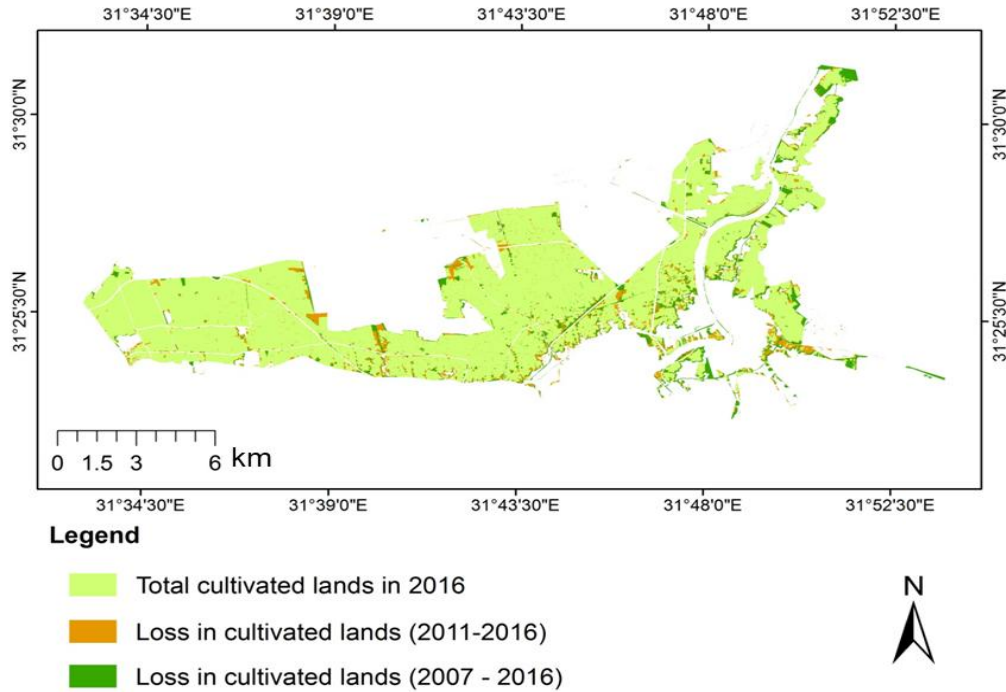 31°34'30"E 31°39'0"E 31°43'30"E 31°48'0"E 31°52'30"E
31°30'0"N 31°30'0"N
31°25'30"N 31°25'30"N
0 1.5 3 6 km
31°34'30"E 31°39'0"E 31°43'30"E 31°48'0"E 31°52'30"E
Legend
Total cultivated lands in 2016
N
Loss in cultivated lands (2011-2016)
Loss in cultivated lands (2007 - 2016)